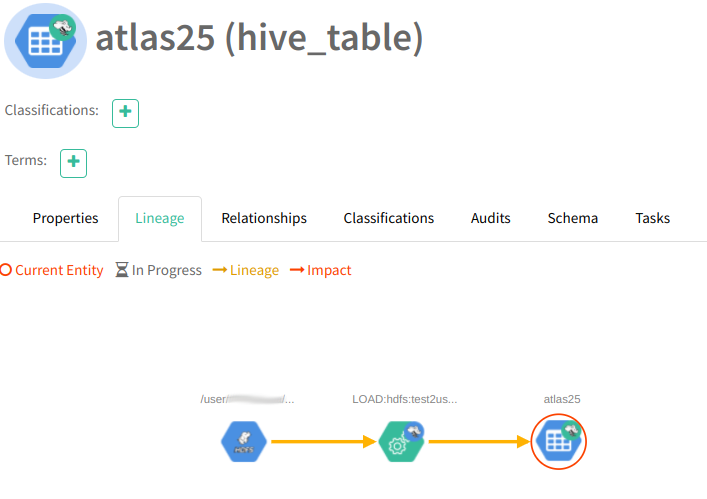 atlas25 (hive_table)
Classifications: +
Terms: +
Properties Lineage Relationships Classifications Audits Schema Tasks
Current Entity In Progress Lineage Impact
/user/ /... LOAD:hdfs:test2us... atlas25
HDFS